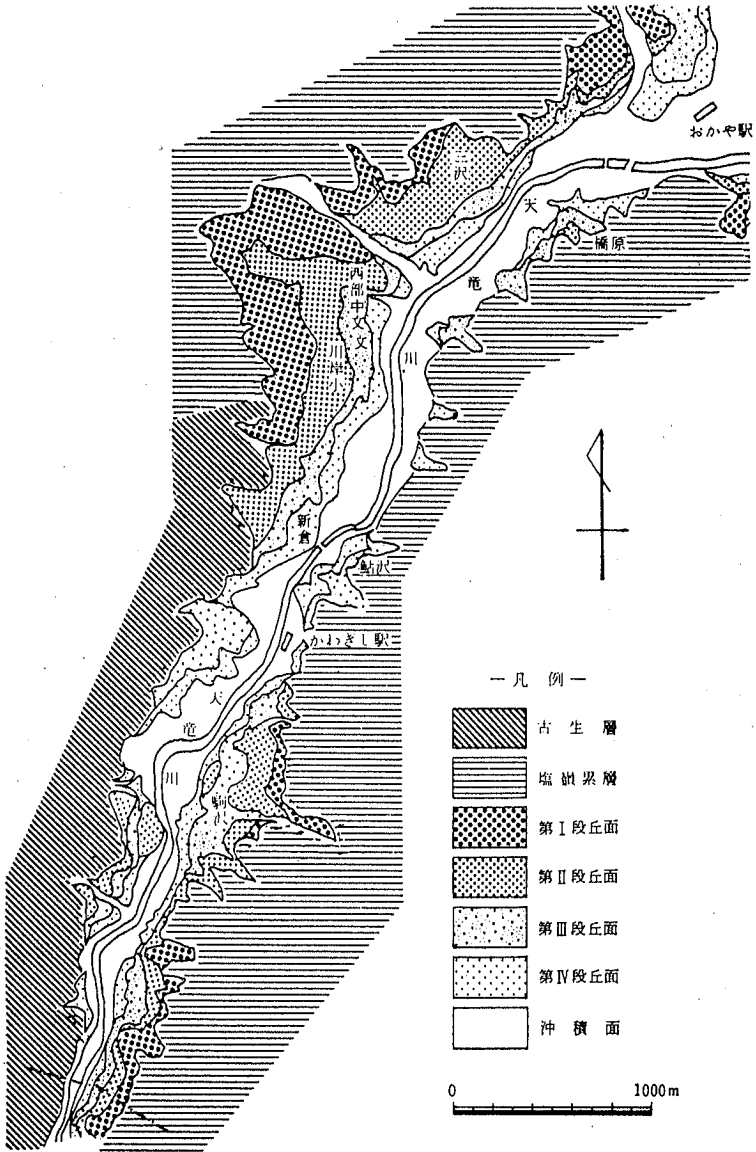 おかや駅
三沢
天
橋原
竜
西部中
川岸小
川
新倉
鮎沢
かわぎし駅
天
竜
川
駒沢
—凡 例—
古 生 層
塩嶺累層
第Ⅰ段丘面
第Ⅱ段丘面
第Ⅲ段丘面
第Ⅳ段丘面
沖 積 面
0 1000m